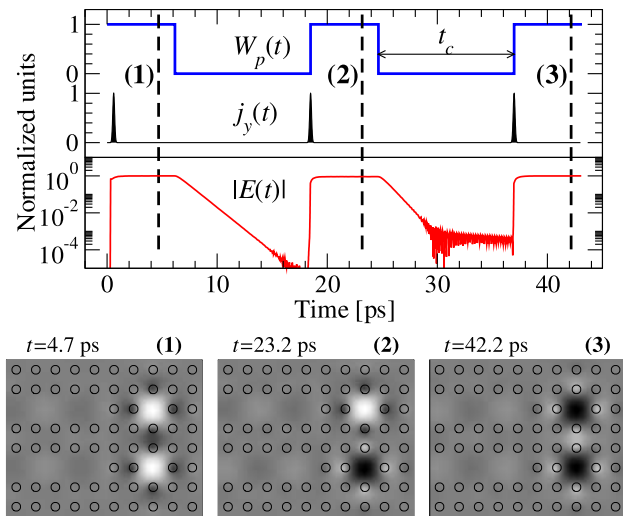 Normalized units
1
0
1
0
W_p(t)
t_c
(1)
(2)
(3)
j_y(t)
10^0
10^-2
10^-4
|E(t)|
0
10
20
30
40
Time [ps]
t=4.7 ps (1)
t=23.2 ps (2)
t=42.2 ps (3)